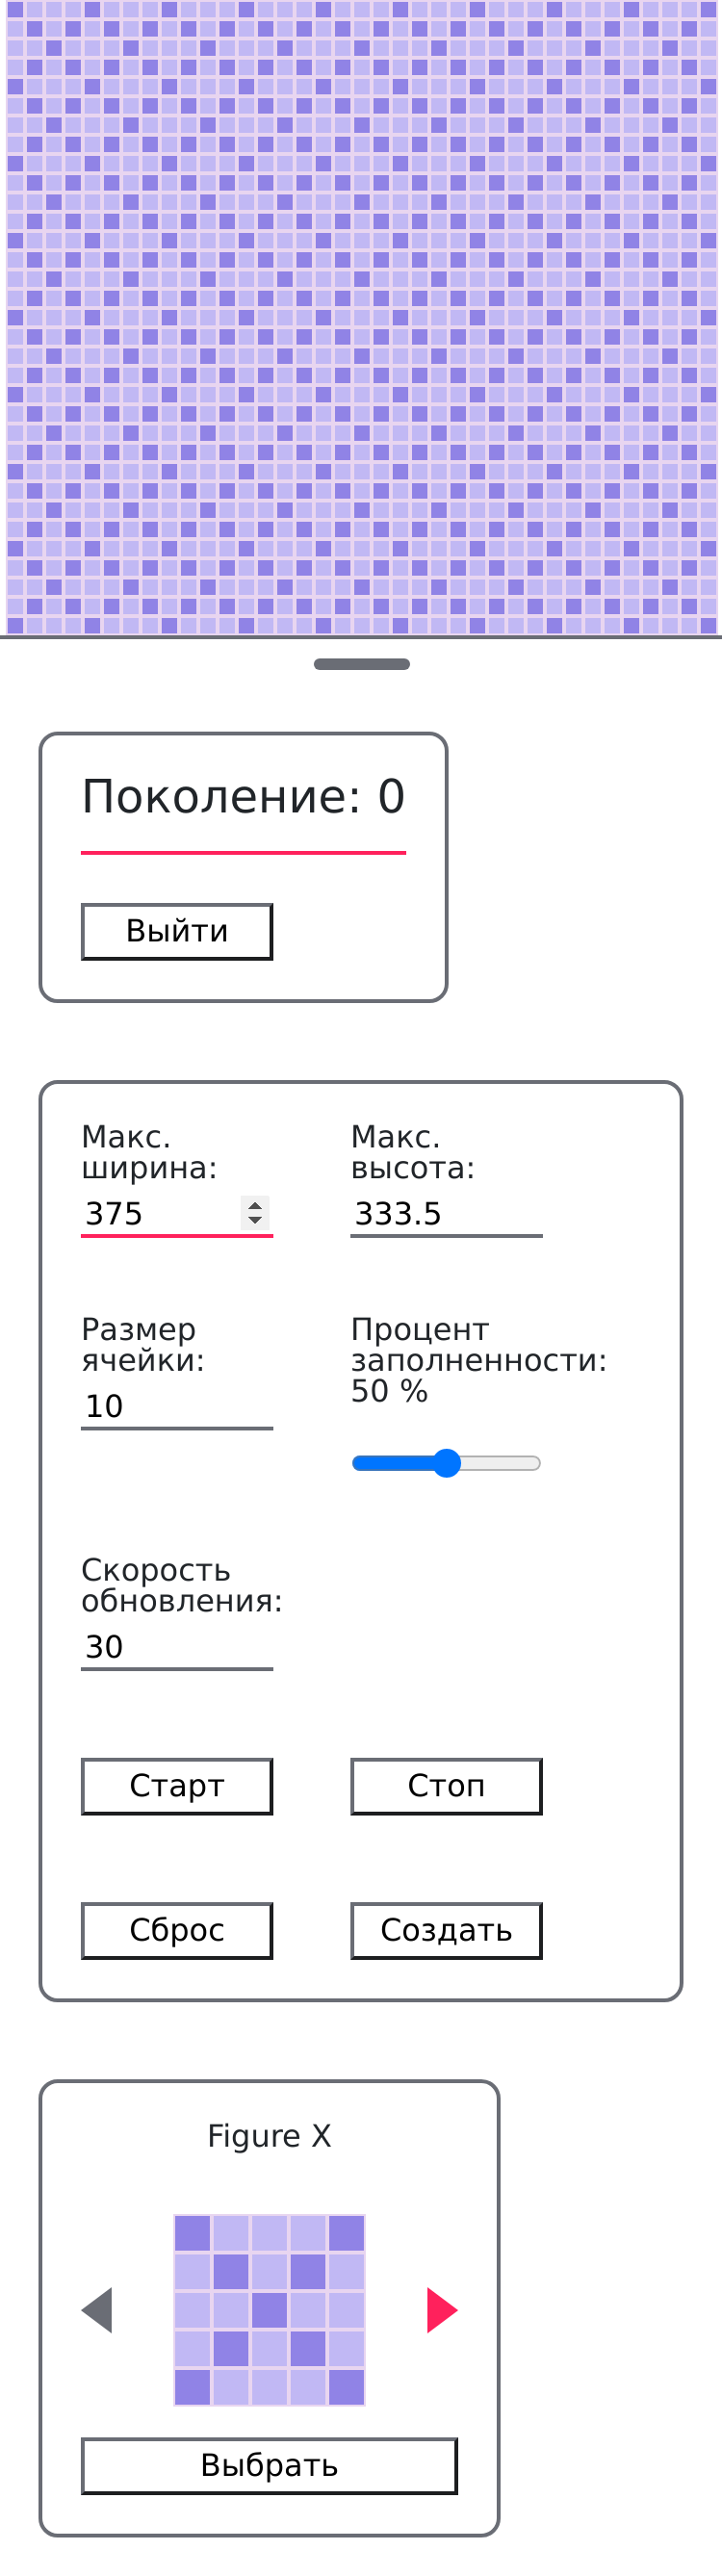 Поколение: 0
Выйти
Макс.
ширина:
375
Макс.
высота:
333.5
Размер
ячейки:
10
Процент
заполненности:
50 %
Скорость
обновления:
30
Старт
Стоп
Сброс
Создать
Figure X
Выбрать